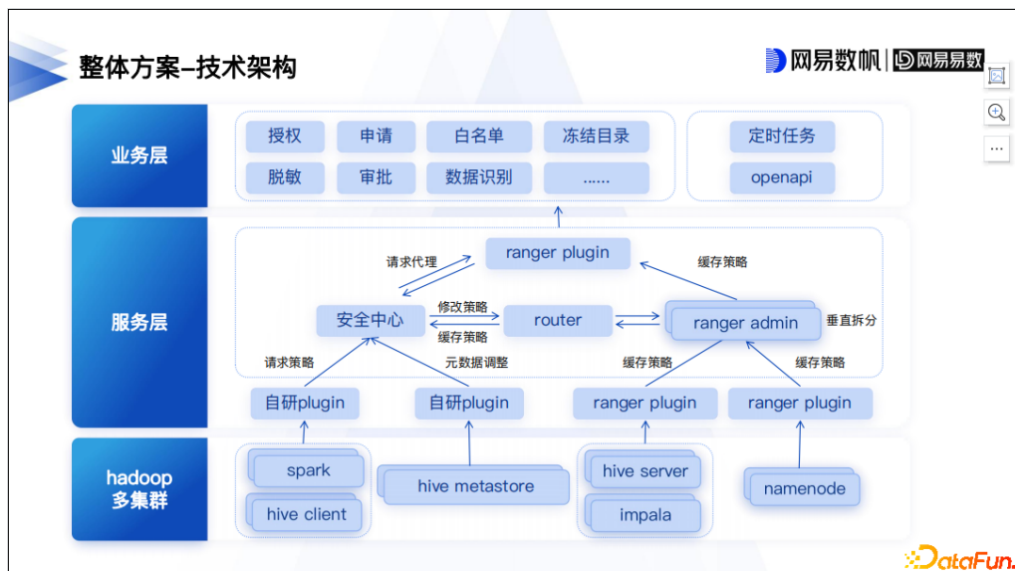 整体方案-技术架构
网易数帆 | 网易易数
业务层
授权
申请
白名单
冻结目录
脱敏
审批
数据识别
......
定时任务
openapi
服务层
ranger plugin
请求代理
缓存策略
安全中心
修改策略
缓存策略
router
ranger admin
垂直拆分
请求策略
元数据调整
缓存策略
缓存策略
自研plugin
自研plugin
ranger plugin
ranger plugin
hadoop
多集群
spark
hive client
hive metastore
hive server
impala
namenode
DataFun.